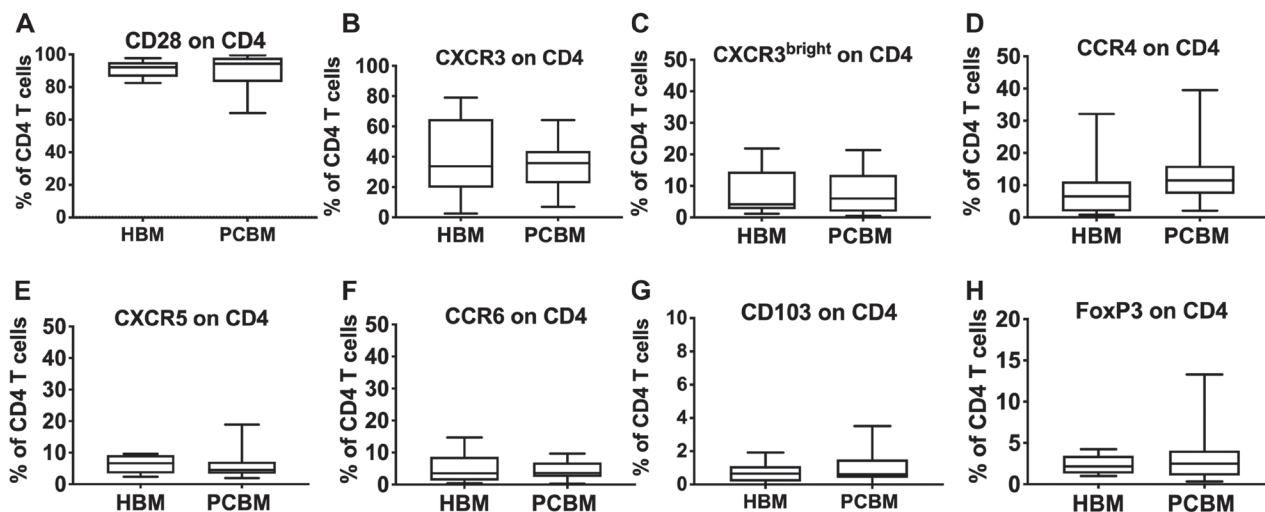 A
CD28 on CD4
% of CD4 T cells
100
80
60
40
20
0
HBM PCBM
B
CXCR3 on CD4
% of CD4 T cells
100
80
60
40
20
0
HBM PCBM
C
CXCR3bright on CD4
% of CD4 T cells
50
40
30
20
10
0
HBM PCBM
D
CCR4 on CD4
% of CD4 T cells
50
40
30
20
10
0
HBM PCBM
E
CXCR5 on CD4
% of CD4 T cells
50
40
30
20
10
0
HBM PCBM
F
CCR6 on CD4
% of CD4 T cells
50
40
30
20
10
0
HBM PCBM
G
CD103 on CD4
% of CD4 T cells
10
8
6
4
2
0
HBM PCBM
H
FoxP3 on CD4
% of CD4 T cells
20
15
10
5
0
HBM PCBM